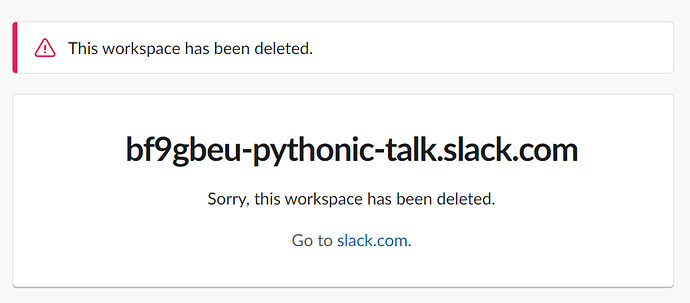 This workspace has been deleted.
bf9gbeu-pythonic-talk.slack.com
Sorry, this workspace has been deleted.
Go to slack.com.